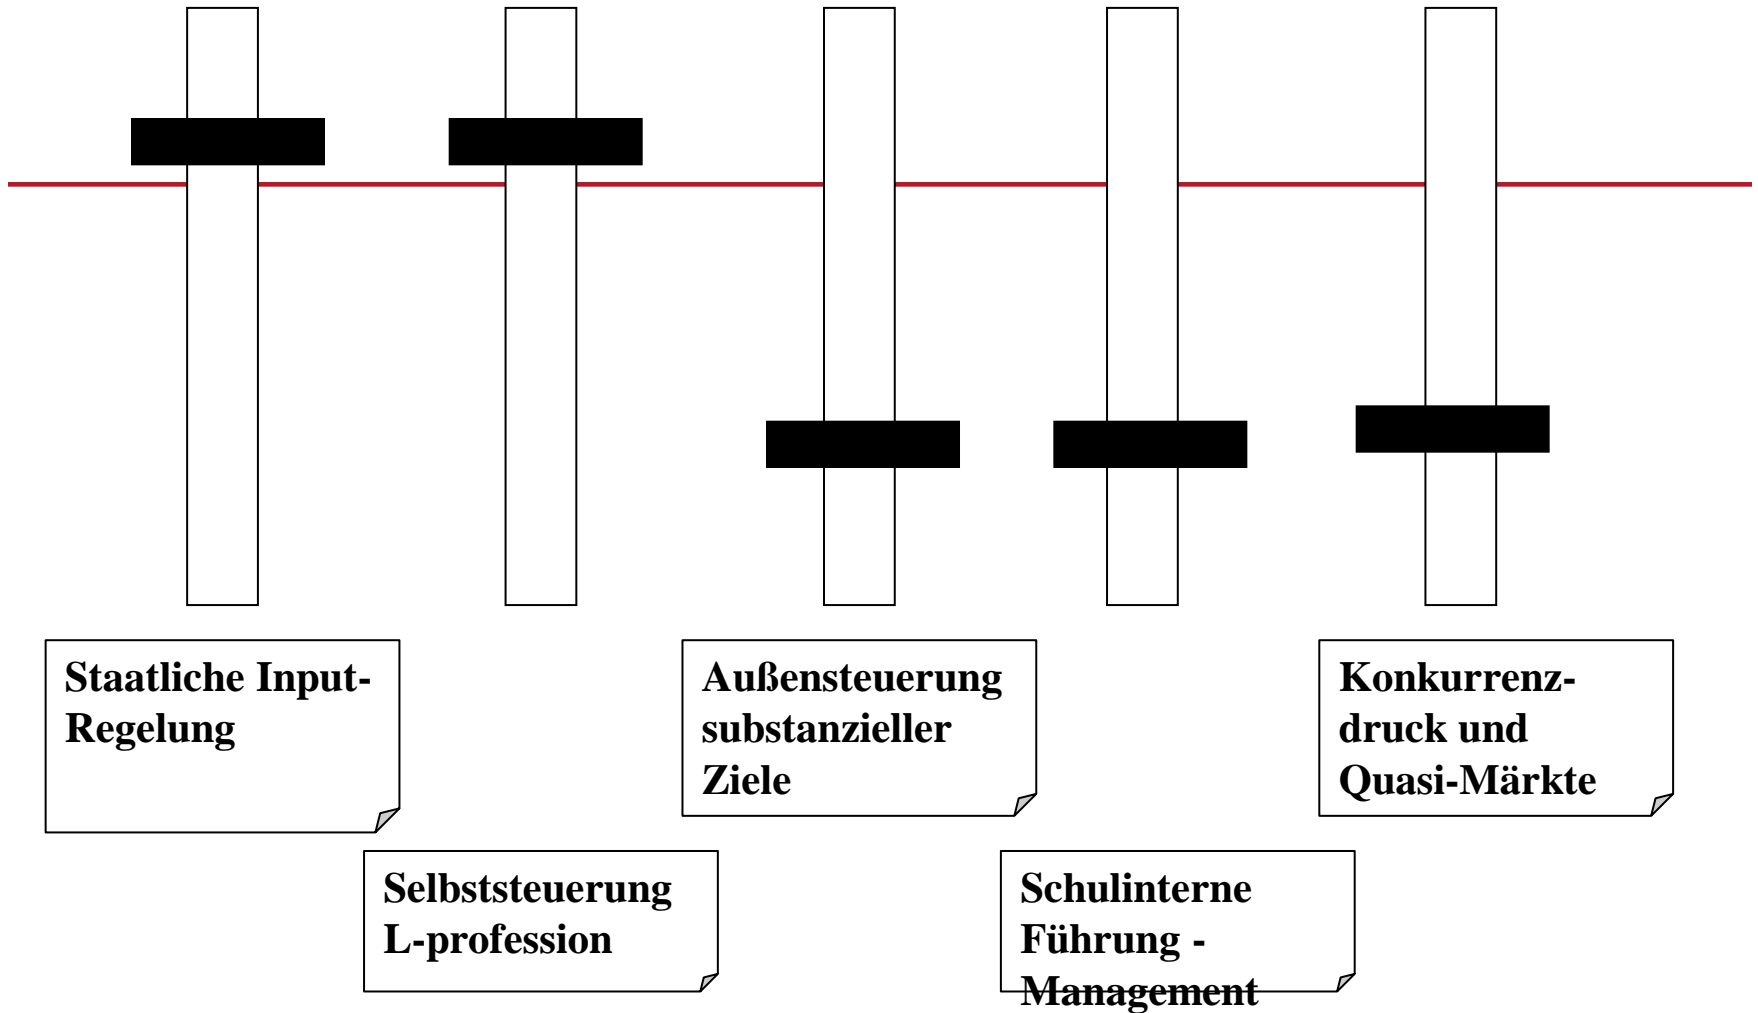 Staatliche Input-
Regelung
Selbststeuerung
L-profession
Außensteuerung
substanzieller
Ziele
Schulinterne
Führung -
Management
Konkurrenz-
druck und
Quasi-Märkte